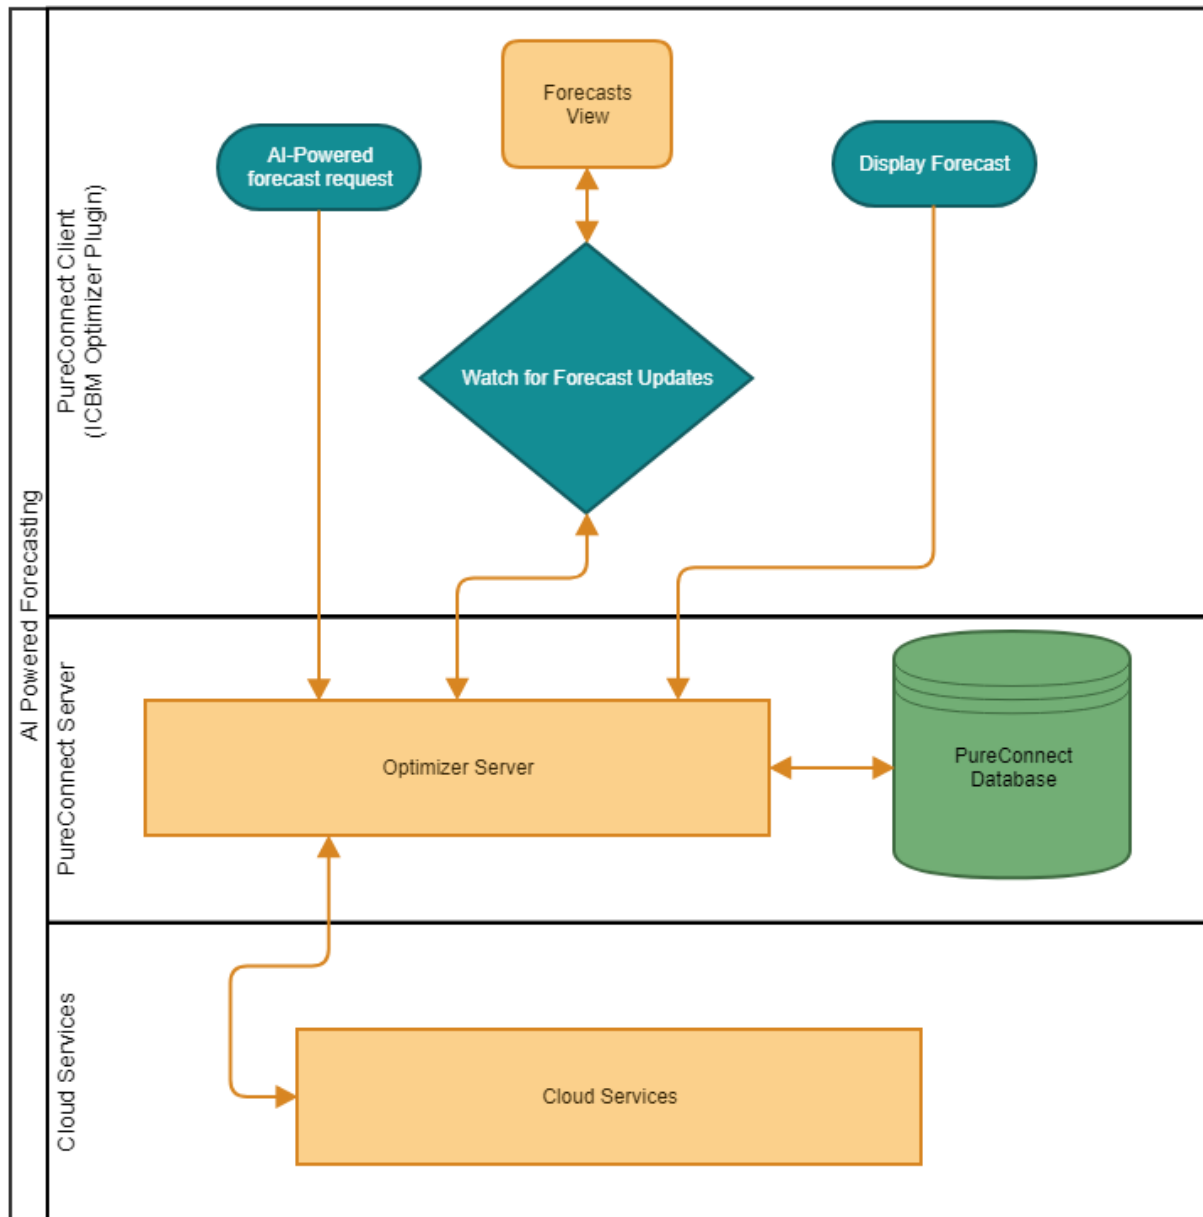 AI Powered Forecasting
PureConnect Client
(ICBM Optimizer Plugin)
Forecasts
View
AI-Powered
forecast request
Display Forecast
Watch for Forecast Updates
PureConnect Server
Optimizer Server
PureConnect
Database
Cloud Services
Cloud Services